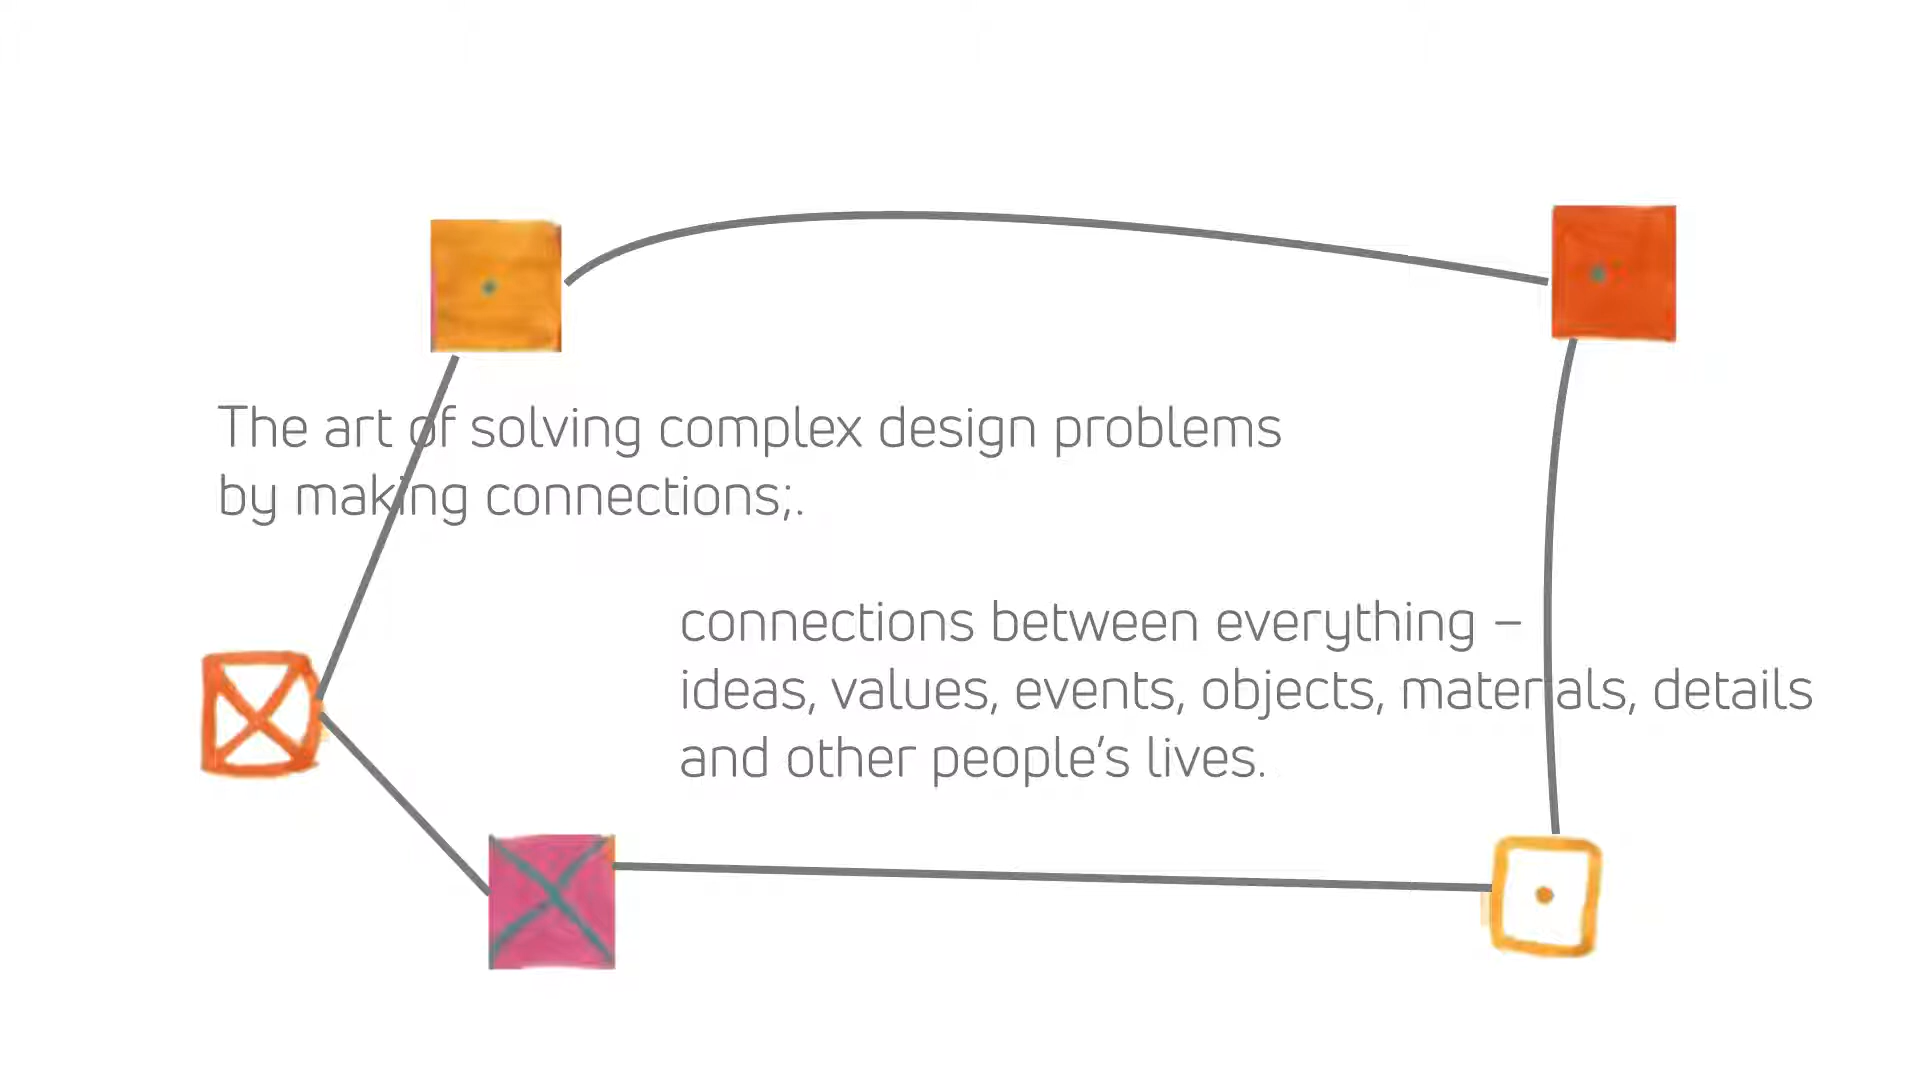 The art of solving complex design problems
by making connections;.
connections between everything –
ideas, values, events, objects, materials, details
and other people’s lives.